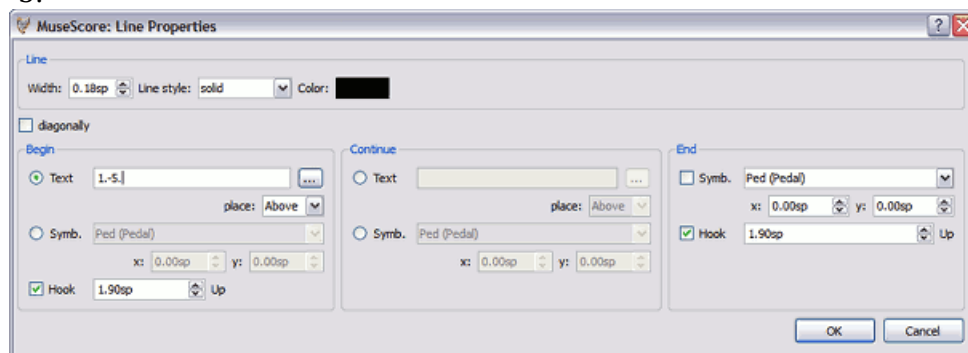 MuseScore: Line Properties
Line
Width: 0.18sp Line style: solid Color:
diagonally
Begin Continue End
Text 1.-5. ... Text ... Symb. Ped (Pedal)
place: Above place: Above x: 0.00sp y: 0.00sp
Symb. Ped (Pedal) Symb. Ped (Pedal) Hook 1.90sp Up
x: 0.00sp y: 0.00sp x: 0.00sp y: 0.00sp
Hook 1.90sp Up
OK Cancel